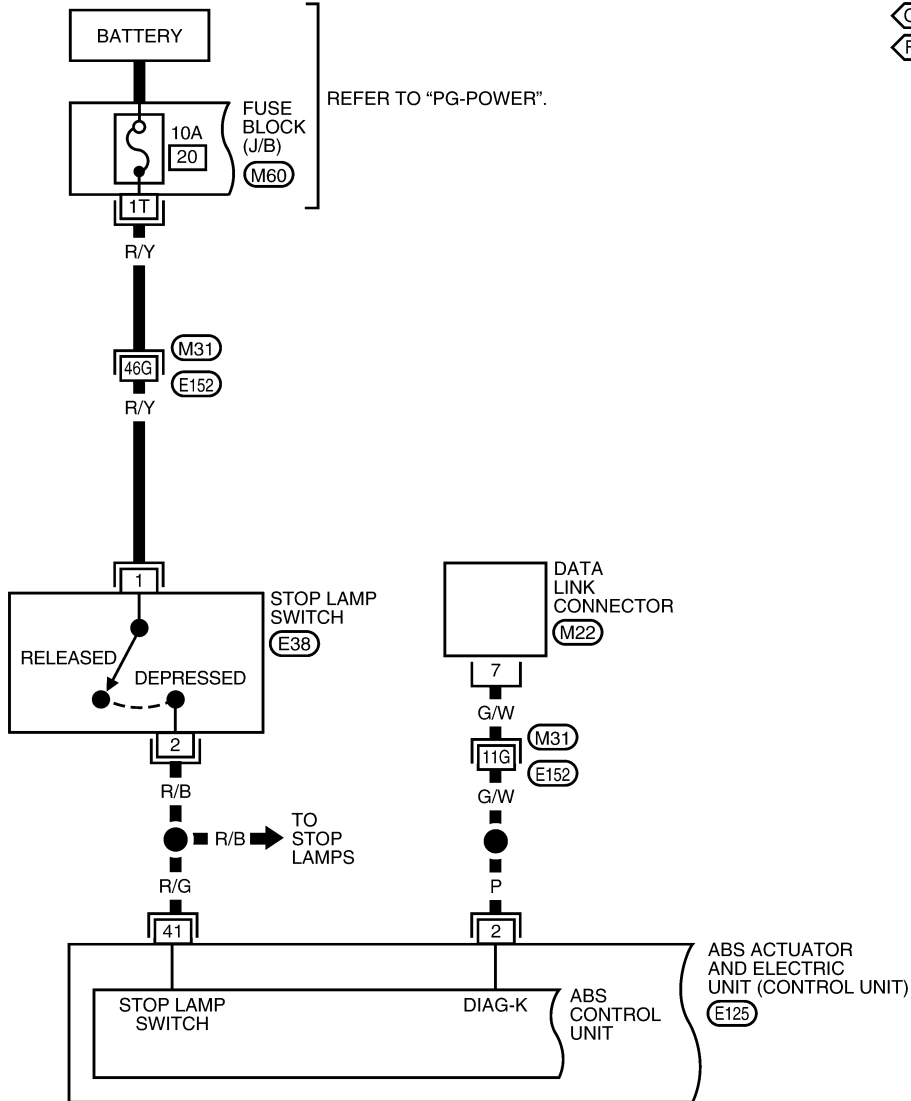 BATTERY
REFER TO “PG-POWER”.
FUSE
BLOCK
(J/B)
M60
10A
20
1T
R/Y
46G
M31
E152
R/Y
1
STOP LAMP
SWITCH
E38
RELEASED
DEPRESSED
2
R/B
R/B
TO
STOP
LAMPS
R/G
41
DATA
LINK
CONNECTOR
M22
7
G/W
11G
M31
E152
G/W
P
2
ABS ACTUATOR
AND ELECTRIC
UNIT (CONTROL UNIT)
E125
STOP LAMP
SWITCH
DIAG-K
ABS
CONTROL
UNIT